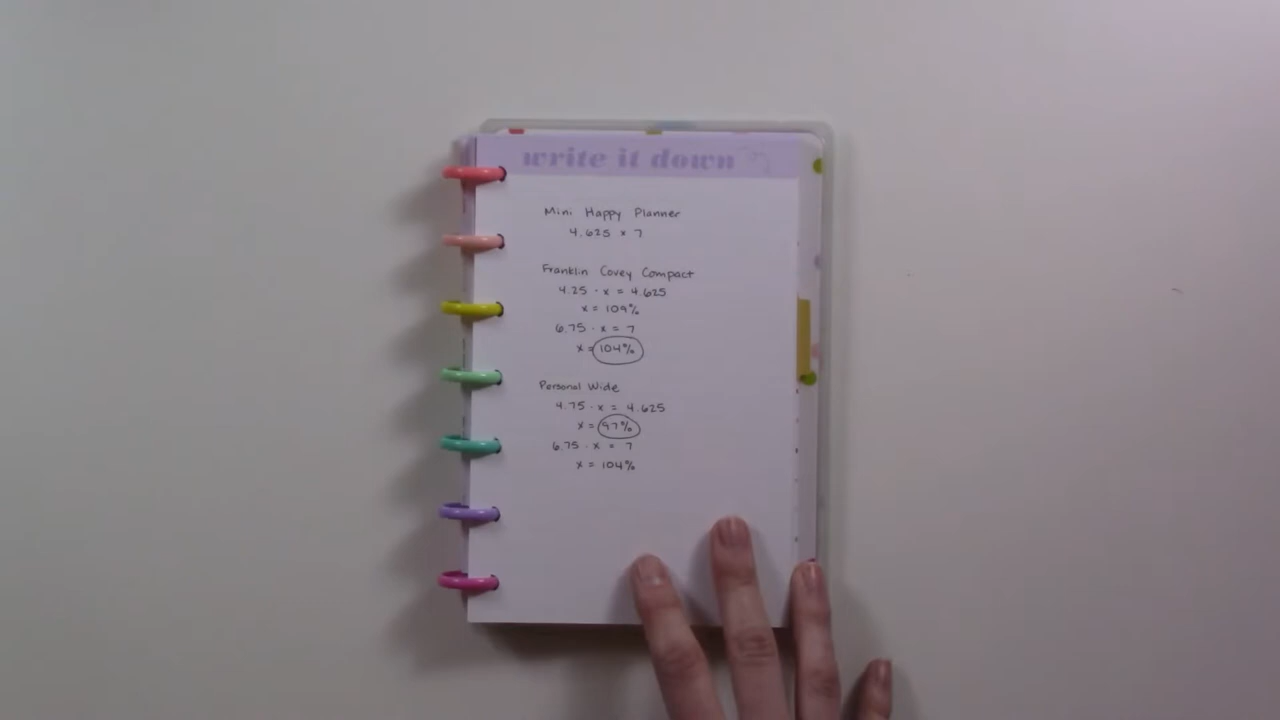 write it down
Mini Happy Planner
4.625 x 7
Franklin Covey Compact
4.25 · x = 4.625
x = 109%
6.75 · x = 7
x = 104%
Personal Wide
4.75 · x = 4.625
x = 97%
6.75 · x = 7
x = 104%